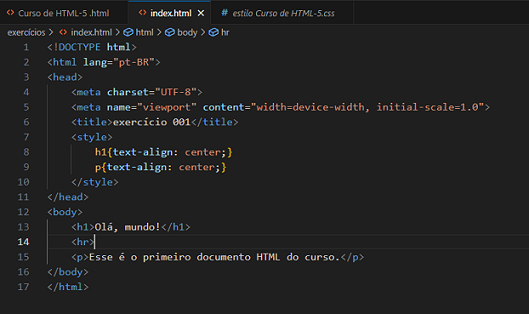 Curso de HTML-5 .html index.html estilo Curso de HTML-5.css
exercícios > index.html > html > body > hr
1 <!DOCTYPE html>
2 <html lang="pt-BR">
3 <head>
4 <meta charset="UTF-8">
5 <meta name="viewport" content="width=device-width, initial-scale=1.0">
6 <title>exercício 001</title>
7 <style>
8 h1{text-align: center;}
9 p{text-align: center;}
10 </style>
11 </head>
12 <body>
13 <h1>Olá, mundo!</h1>
14 <hr>
15 <p>Esse é o primeiro documento HTML do curso.</p>
16 </body>
17 </html>